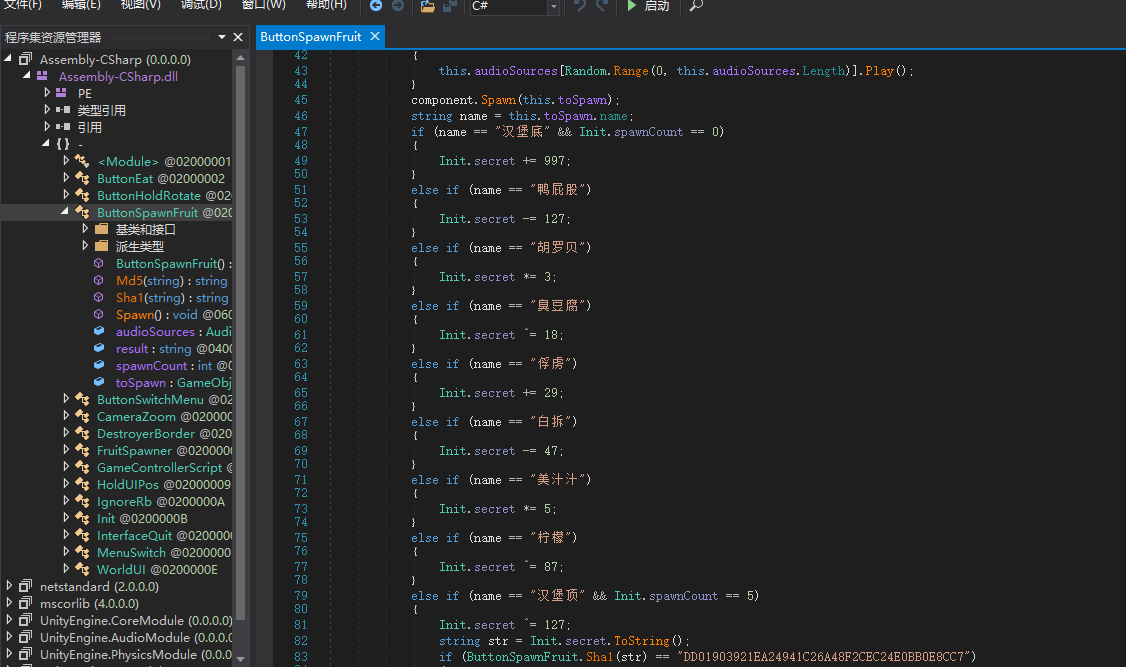 文件(F) 编辑(E) 视图(V) 调试(D) 窗口(W) 帮助(H) C# 启动
程序集资源管理器
Assembly-CSharp (0.0.0.0)
Assembly-CSharp.dll
PE
类型引用
引用
{ } -
<Module> @02000001
ButtonEat @02000002
ButtonHoldRotate @02
ButtonSpawnFruit @020
基类和接口
派生类型
ButtonSpawnFruit() :
Md5(string) : string
Sha1(string) : string
Spawn() : void @060
audioSources : Audi
result : string @0400
spawnCount : int @0
toSpawn : GameObj
ButtonSwitchMenu @02
CameraZoom @020000
DestroyerBorder @020
FruitSpawner @020000
GameControllerScript @
HoldUIPos @02000009
IgnoreRb @0200000A
Init @0200000B
InterfaceQuit @020000
MenuSwitch @0200000
WorldUI @0200000E
netstandard (2.0.0.0)
mscorlib (4.0.0.0)
UnityEngine.CoreModule (0.0.0.0)
UnityEngine.AudioModule (0.0.0.0
UnityEngine.PhysicsModule (0.0.0
ButtonSpawnFruit
42 {
43 this.audioSources[Random.Range(0, this.audioSources.Length)].Play();
44 }
45 component.Spawn(this.toSpawn);
46 string name = this.toSpawn.name;
47 if (name == "汉堡底" && Init.spawnCount == 0)
48 {
49 Init.secret += 997;
50 }
51 else if (name == "鸭屁股")
52 {
53 Init.secret -= 127;
54 }
55 else if (name == "胡罗贝")
56 {
57 Init.secret *= 3;
58 }
59 else if (name == "臭豆腐")
60 {
61 Init.secret ^= 18;
62 }
63 else if (name == "俘虏")
64 {
65 Init.secret += 29;
66 }
67 else if (name == "白拆")
68 {
69 Init.secret -= 47;
70 }
71 else if (name == "美汁汁")
72 {
73 Init.secret *= 5;
74 }
75 else if (name == "柠檬")
76 {
77 Init.secret ^= 87;
78 }
79 else if (name == "汉堡顶" && Init.spawnCount == 5)
80 {
81 Init.secret ^= 127;
82 string str = Init.secret.ToString();
83 if (ButtonSpawnFruit.Sha1(str) == "DD01903921EA24941C26A48F2CEC24E0BB0E8CC7")